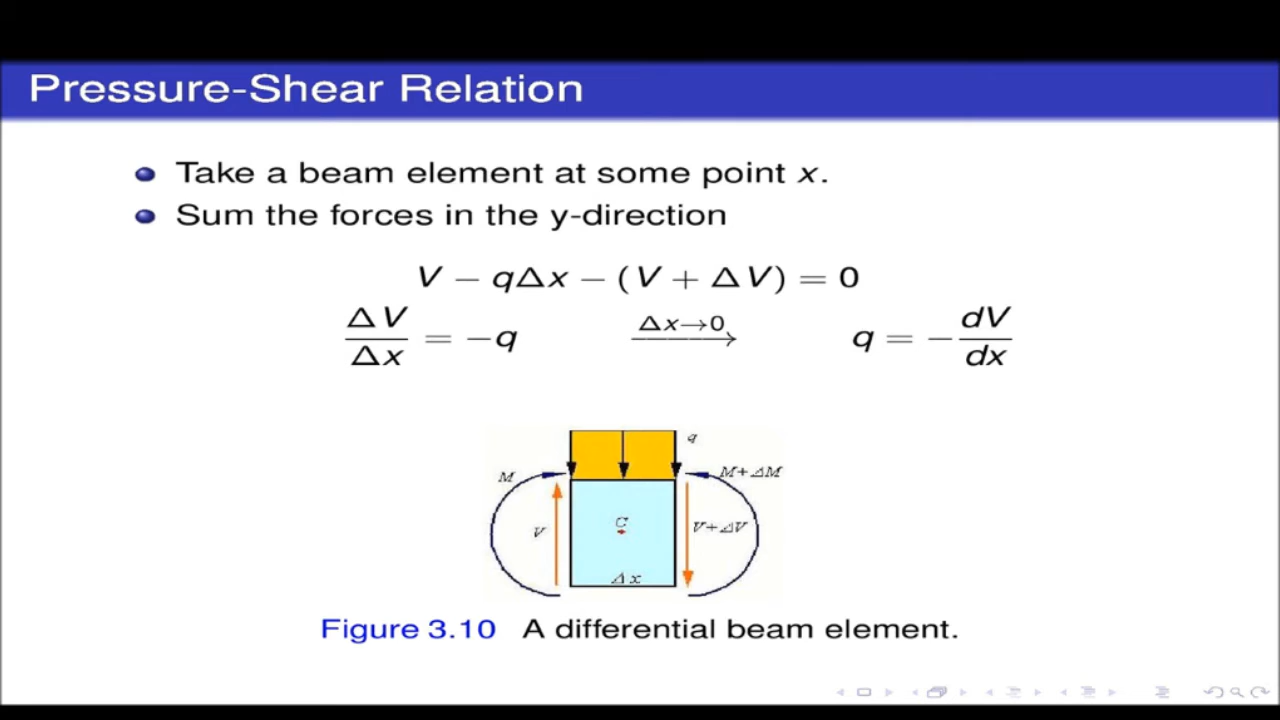 Pressure-Shear Relation
Take a beam element at some point x.
Sum the forces in the y-direction
V − qΔx − (V + ΔV) = 0
ΔV/Δx = −q   Δx→0   q = −dV/dx
q
M
M+ΔM
V
C
V+ΔV
Δx
Figure 3.10 A differential beam element.